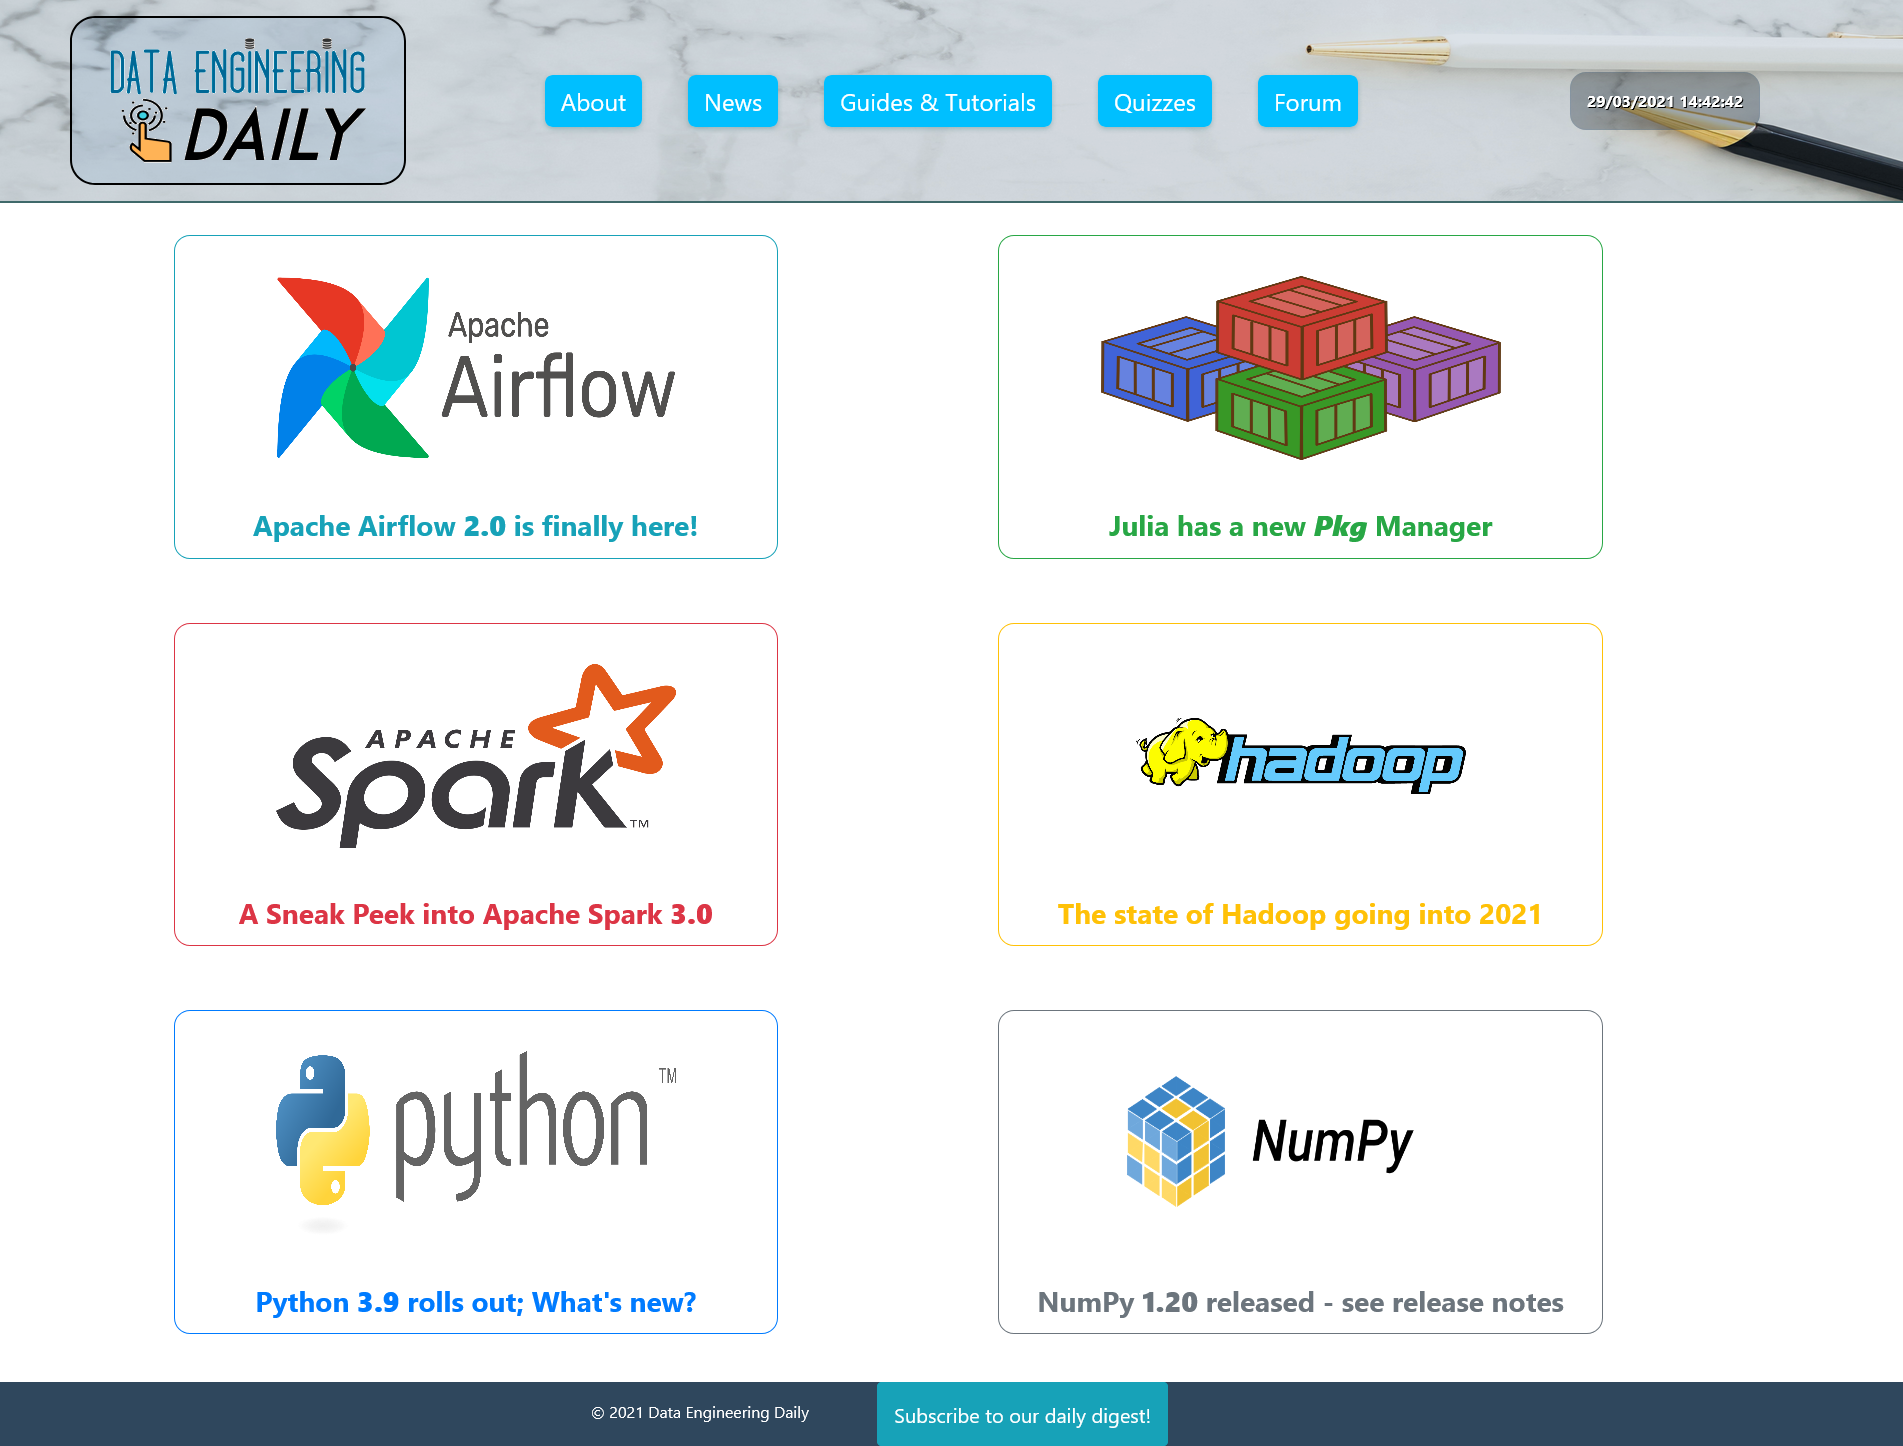 DATA ENGINEERING
DAILY
About
News
Guides & Tutorials
Quizzes
Forum
29/03/2021 14:42:42
Apache
Airflow
Apache Airflow 2.0 is finally here!
Julia has a new Pkg Manager
APACHE
Spark™
A Sneak Peek into Apache Spark 3.0
hadoop
The state of Hadoop going into 2021
python™
Python 3.9 rolls out; What's new?
NumPy
NumPy 1.20 released - see release notes
© 2021 Data Engineering Daily
Subscribe to our daily digest!